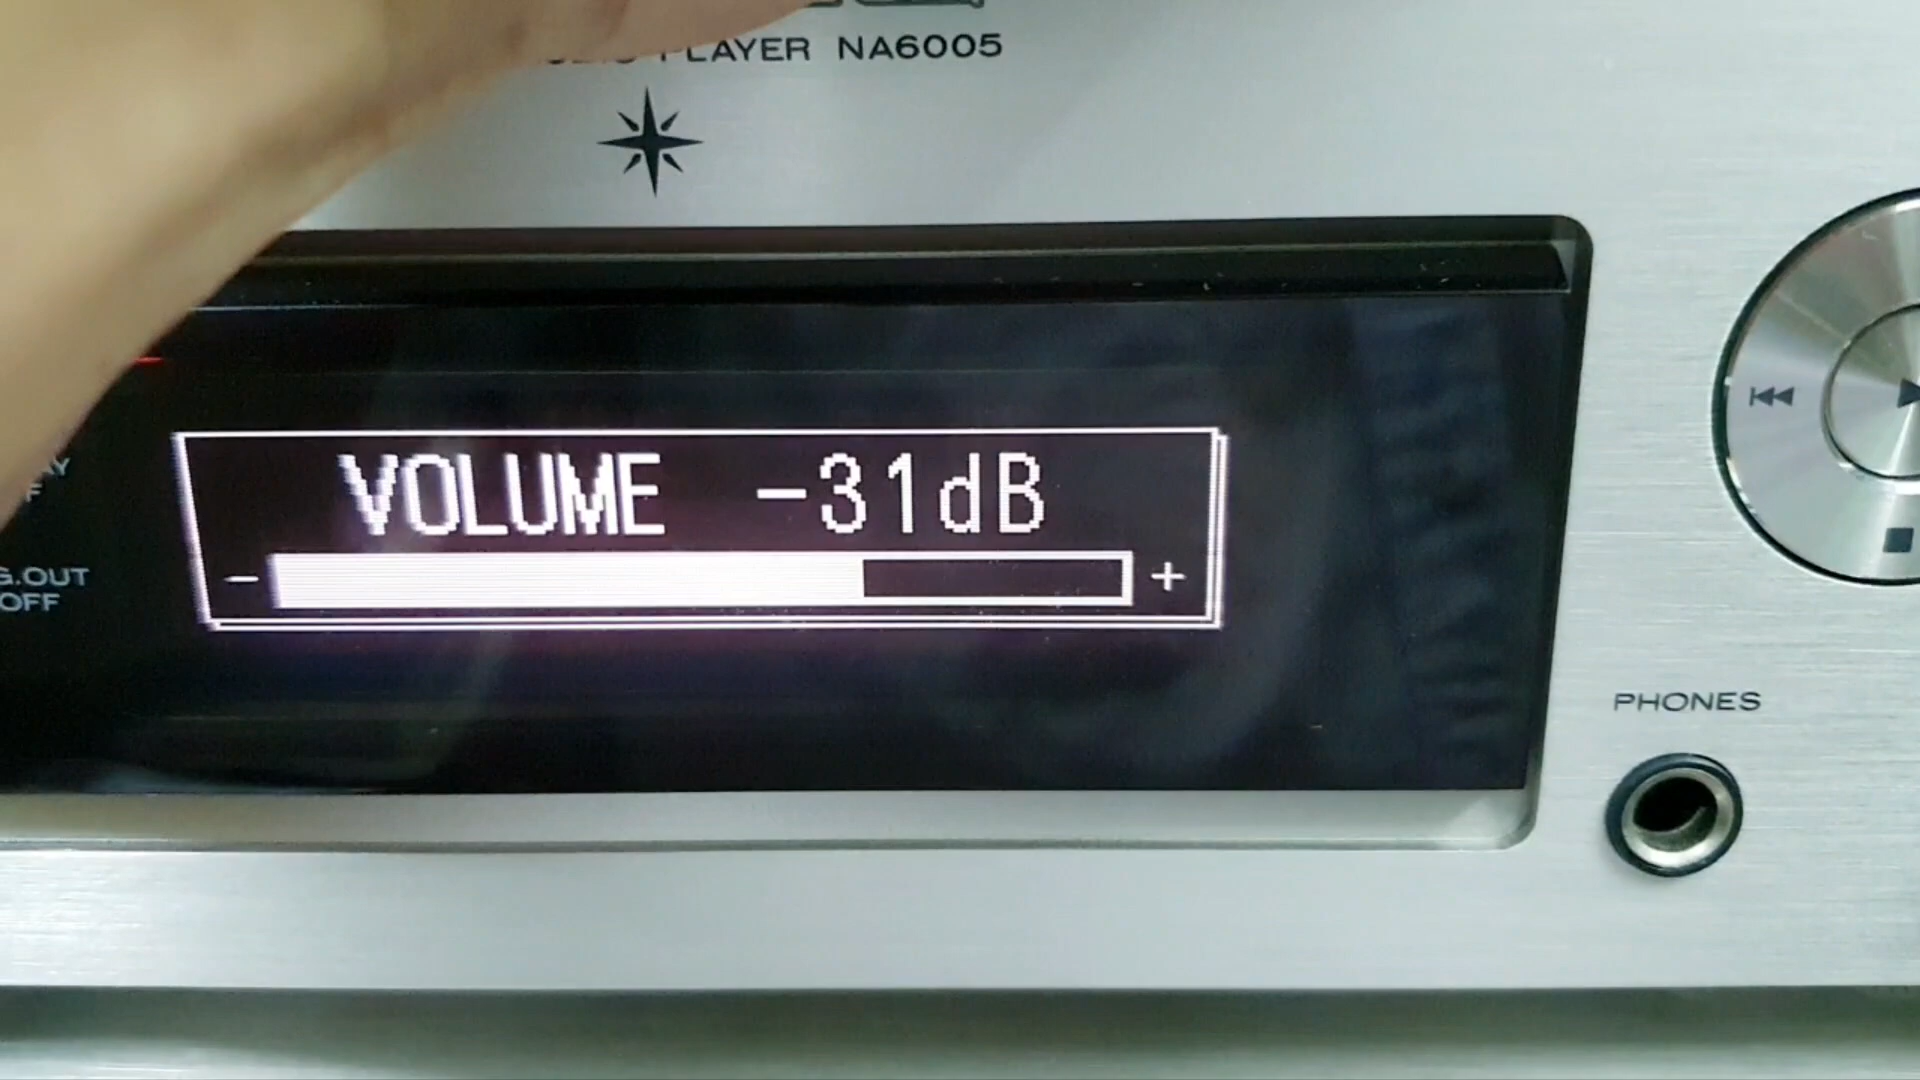 PLAYER NA6005
VOLUME -31dB
- +
G.OUT
OFF
PHONES